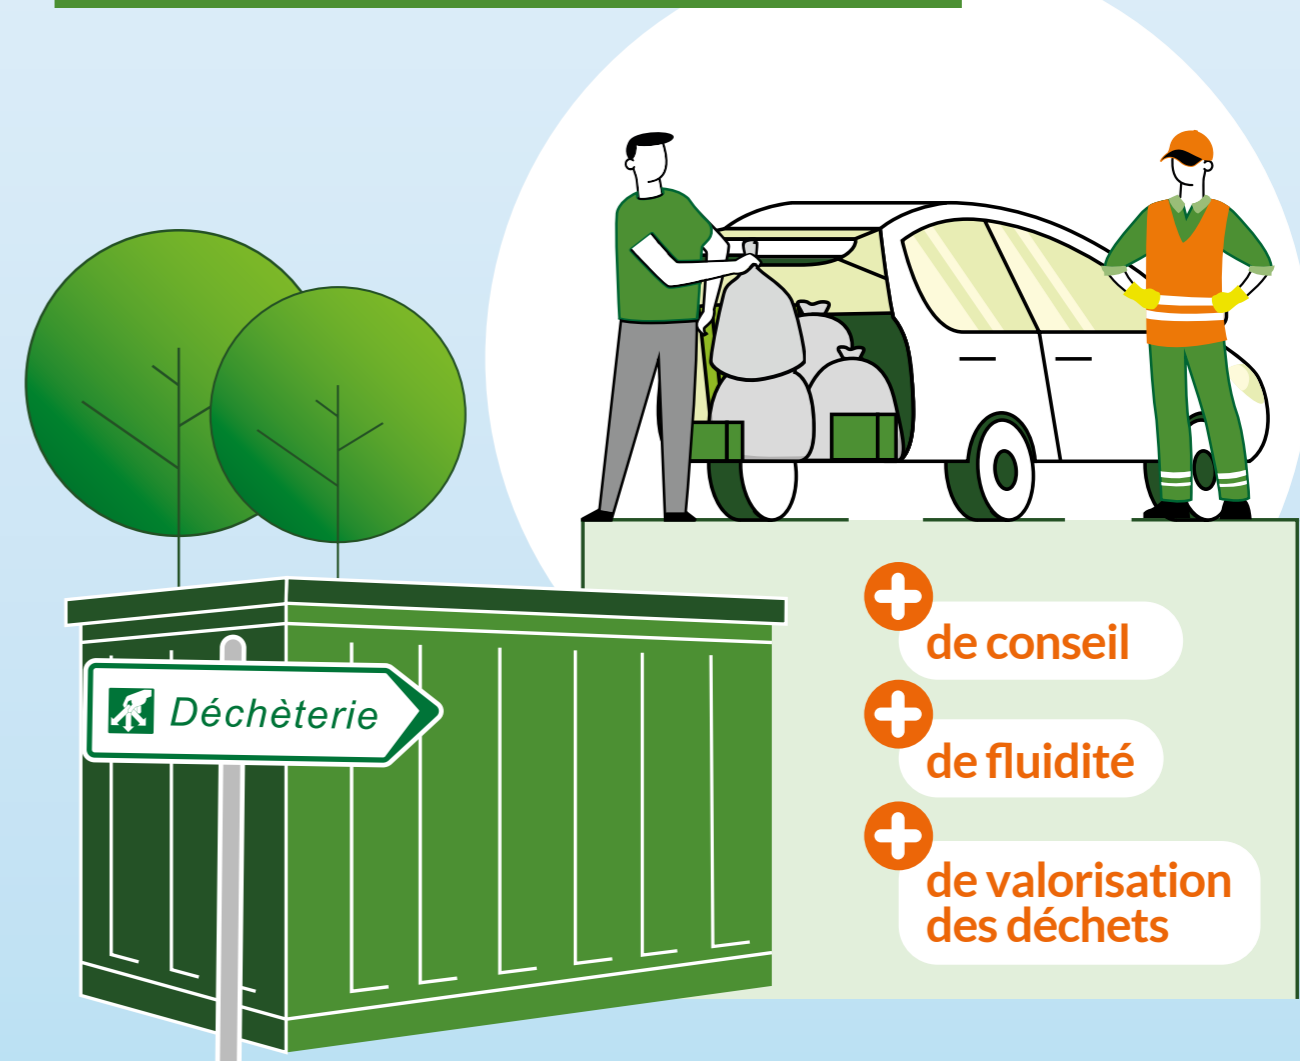 Déchèterie
de conseil
de fluidité
de valorisation
des déchets